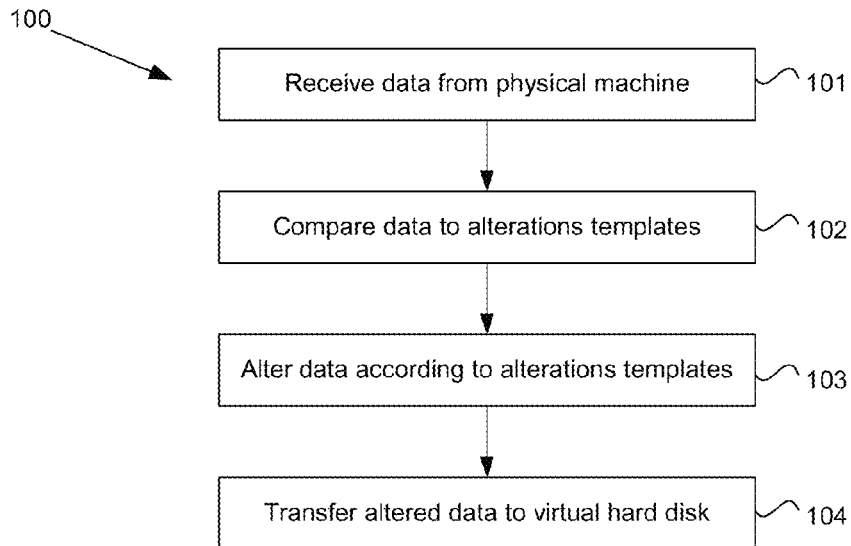 100
Receive data from physical machine
101
Compare data to alterations templates
102
Alter data according to alterations templates
103
Transfer altered data to virtual hard disk
104